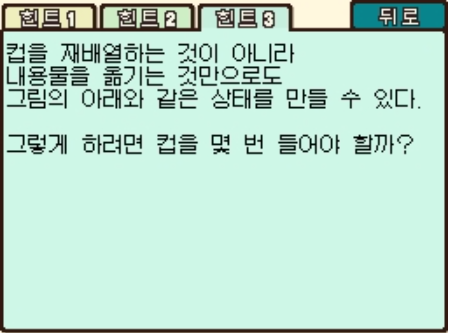 힌트1 힌트2 힌트3 뒤로
컵을 재배열하는 것이 아니라
내용물을 옮기는 것만으로도
그림의 아래와 같은 상태를 만들 수 있다.
그렇게 하려면 컵을 몇 번 들어야 할까?